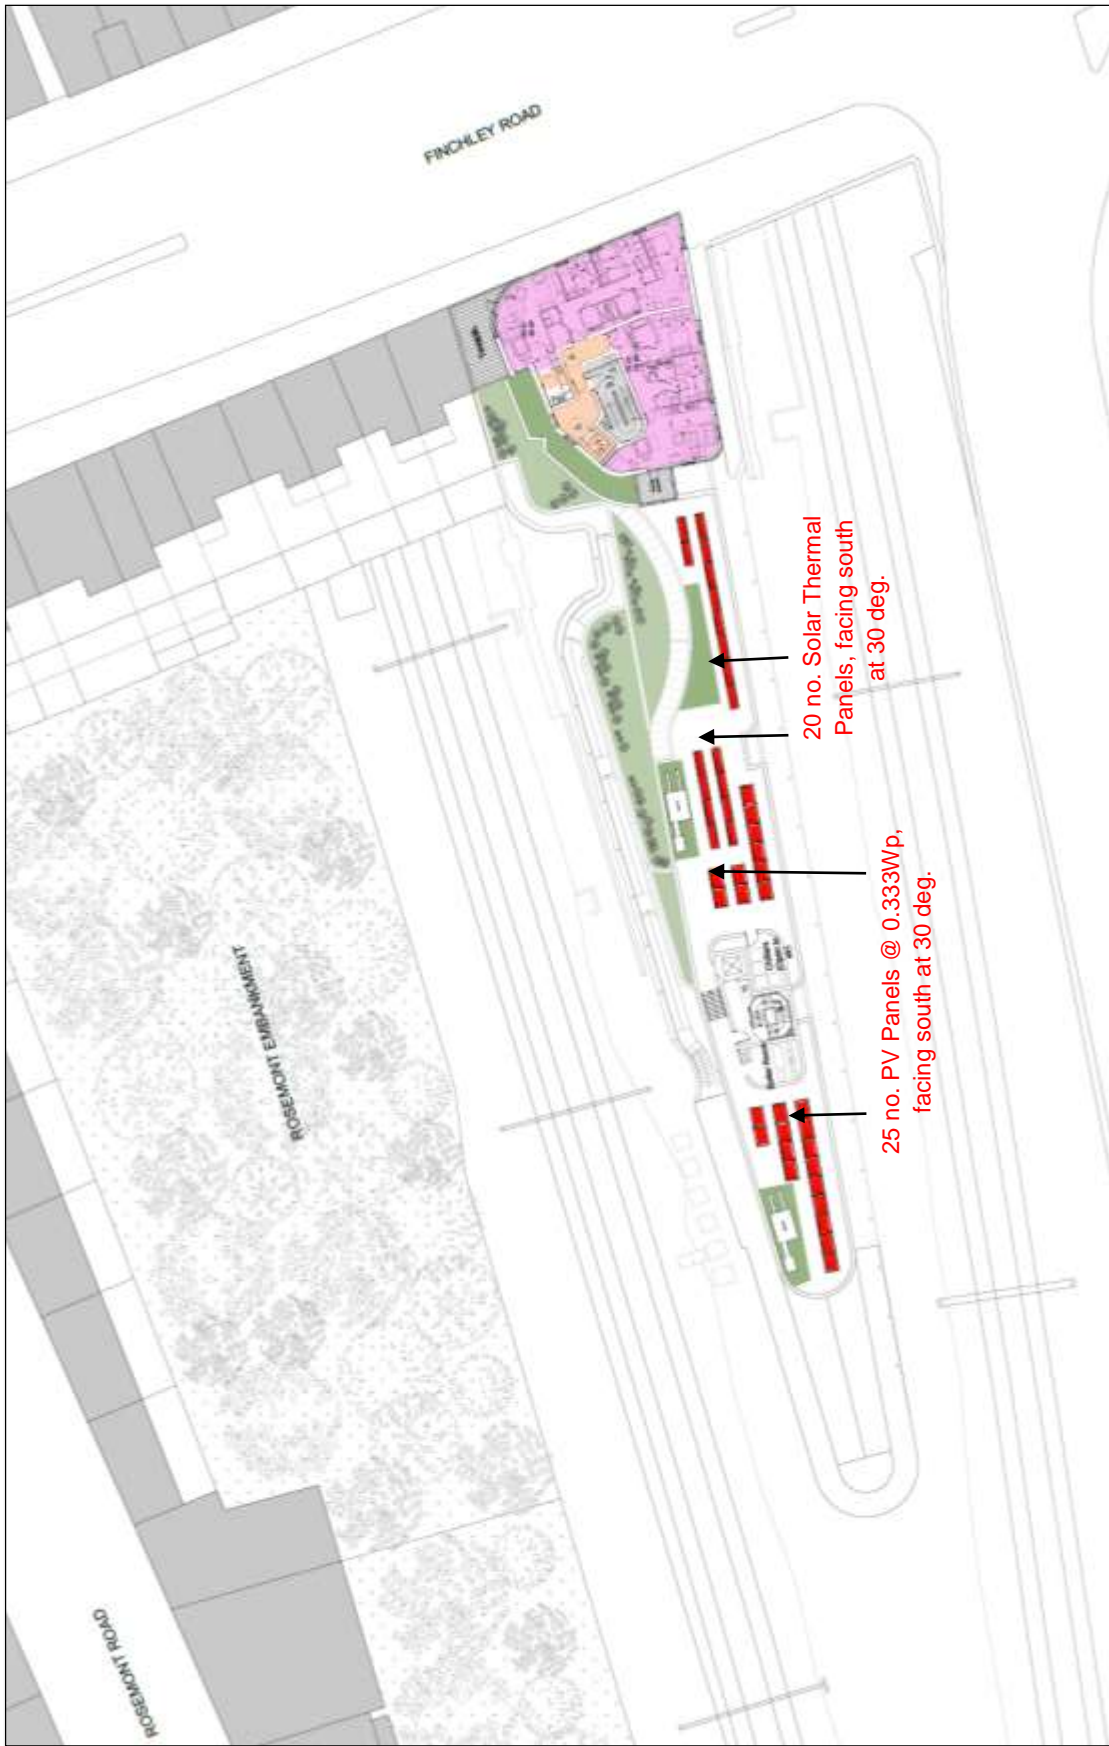 FINCHLEY ROAD
20 no. Solar Thermal
Panels, facing south
at 30 deg.
25 no. PV Panels @ 0.333Wp,
facing south at 30 deg.
ROSEMONT EMBANKMENT
ROSEMONT ROAD